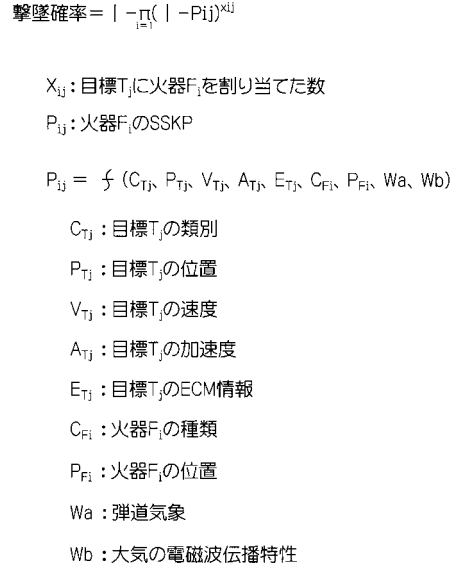 撃墜確率＝｜−π(｜−Pij)xij
i=1
Xij：目標Tjに火器Fiを割り当てた数
Pij：火器FiのSSKP
Pij＝ f (CTj、PTj、VTj、ATj、ETj、CFi、PFi、Wa、Wb)
CTj：目標Tjの類別
PTj：目標Tjの位置
VTj：目標Tjの速度
ATj：目標Tjの加速度
ETj：目標TjのECM情報
CFi：火器Fiの種類
PFi：火器Fiの位置
Wa：弾道気象
Wb：大気の電磁波伝播特性